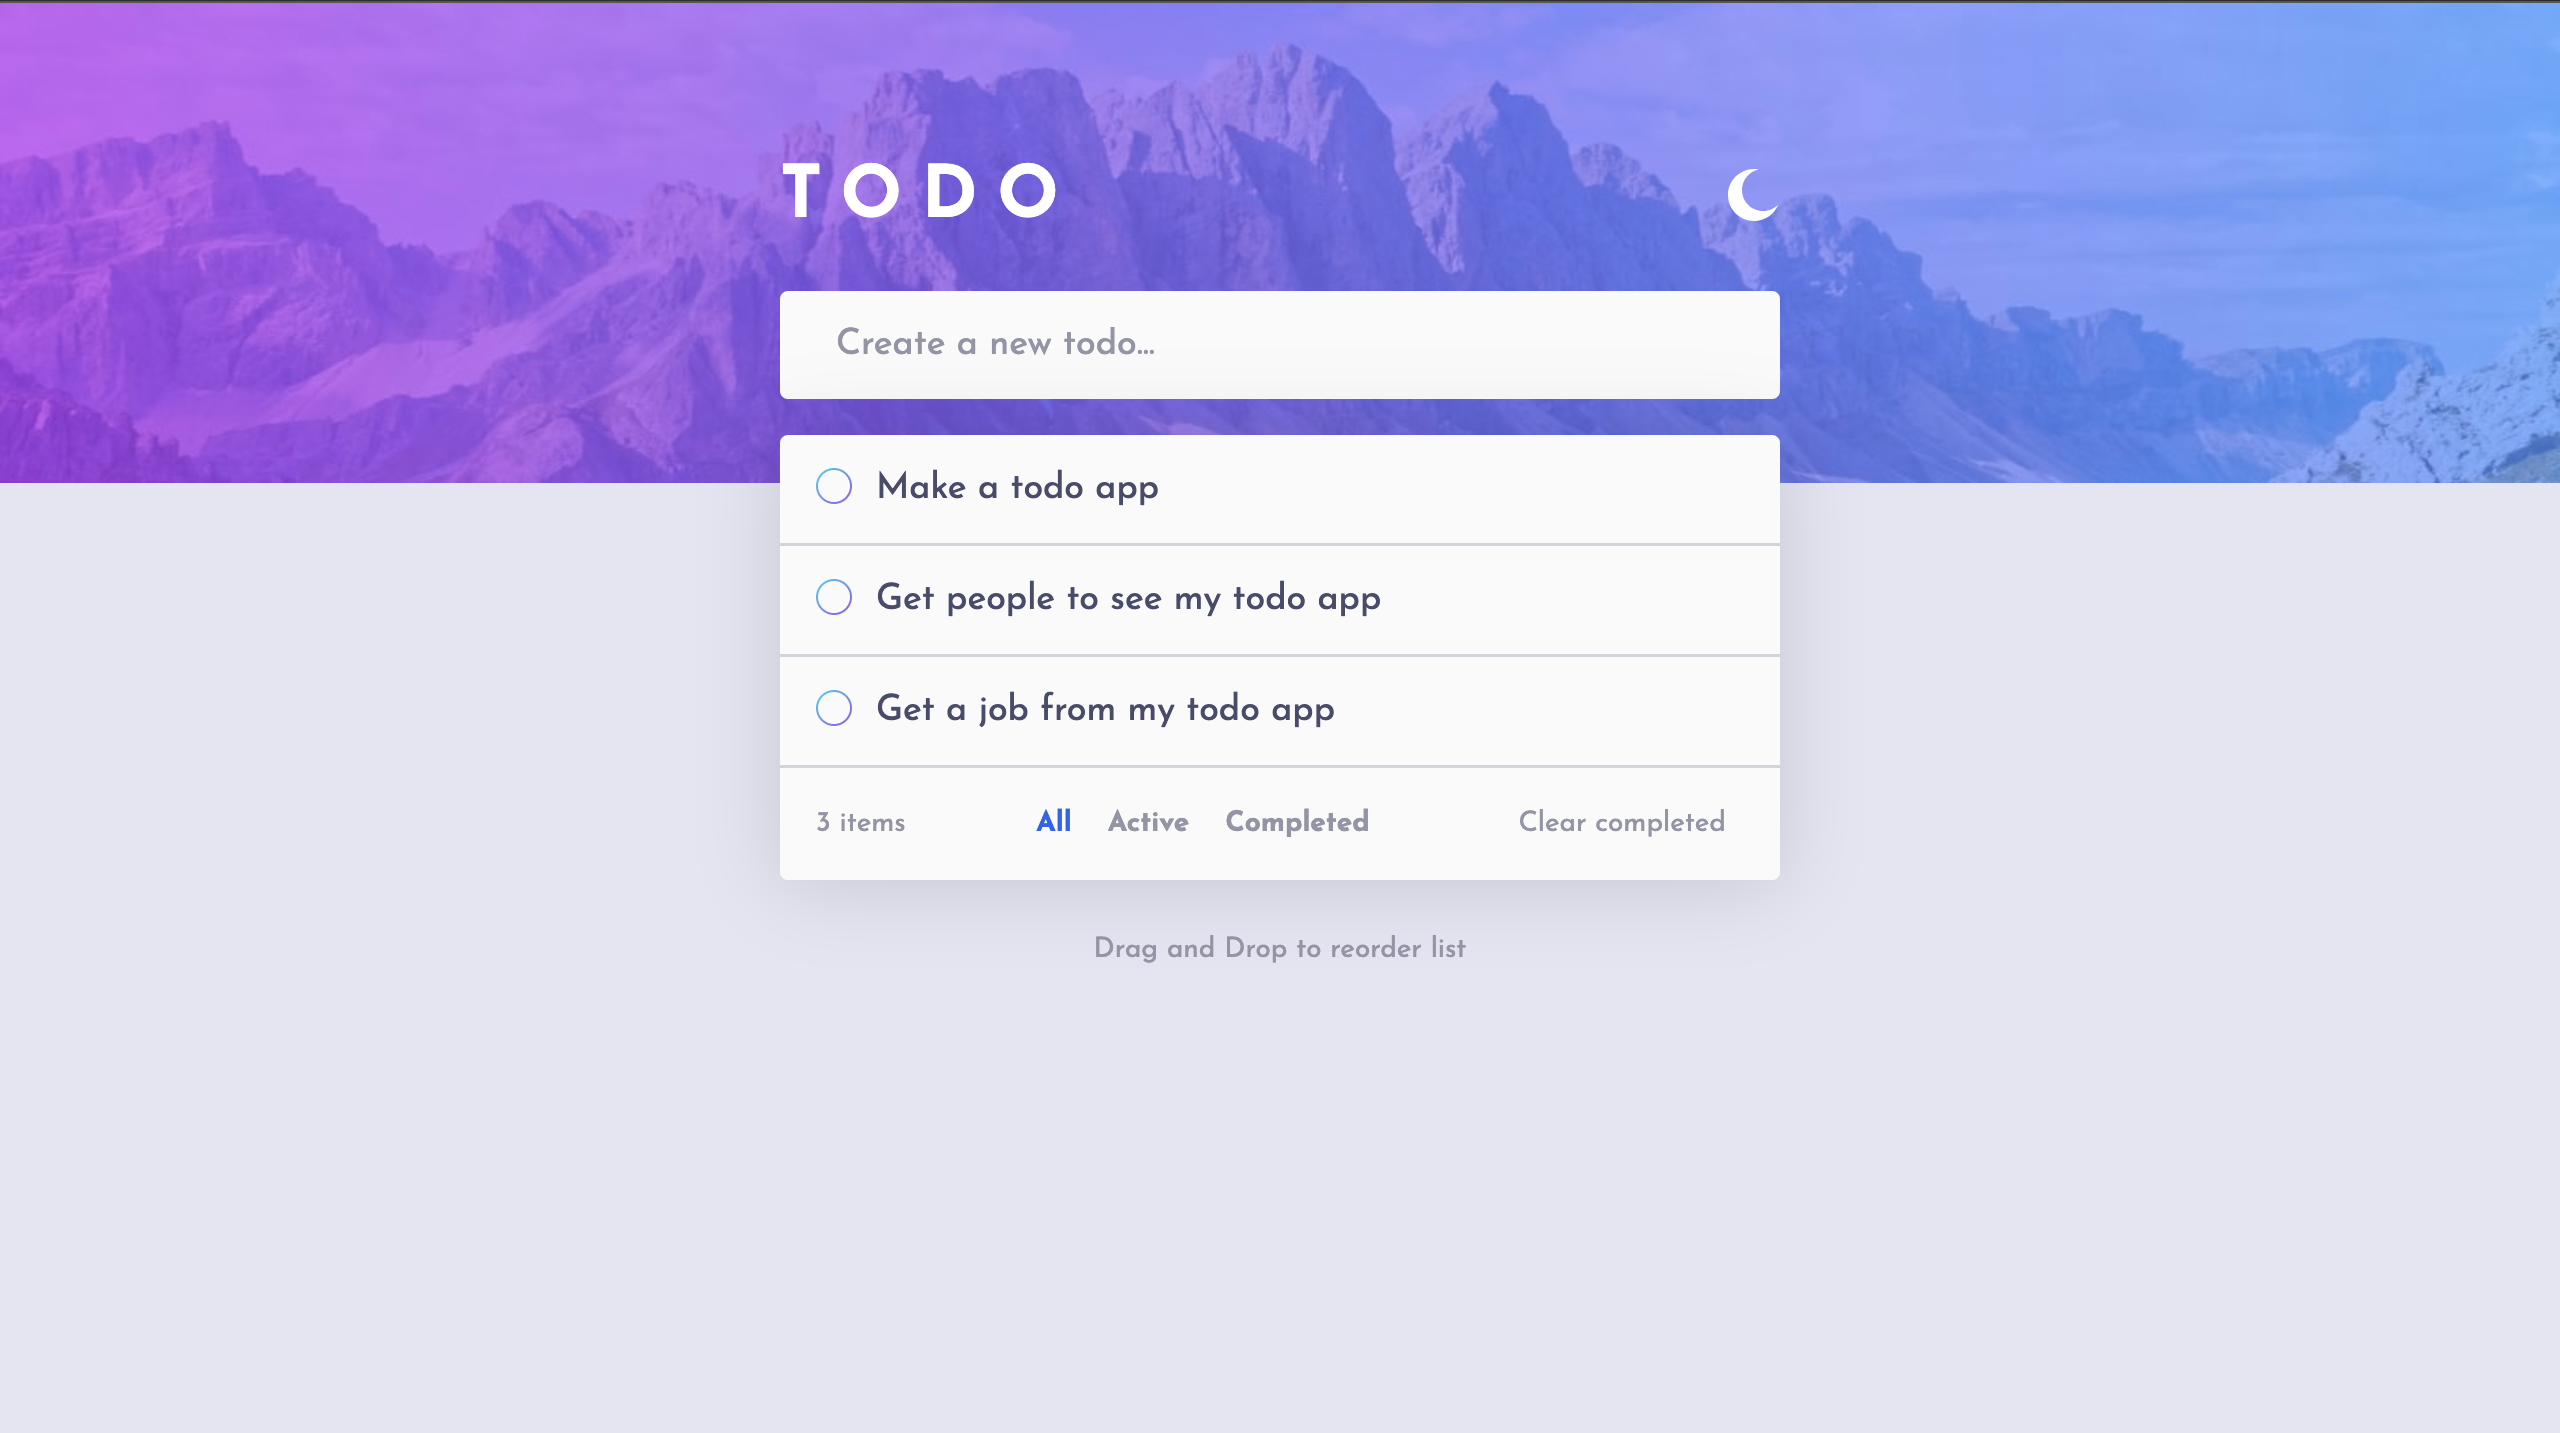 TODO
Create a new todo...
Make a todo app
Get people to see my todo app
Get a job from my todo app
3 items All Active Completed Clear completed
Drag and Drop to reorder list